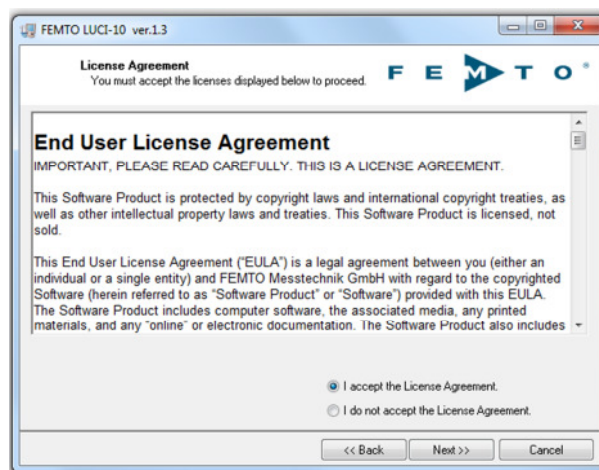 FEMTO LUCI-10 ver.1.3
License Agreement
You must accept the licenses displayed below to proceed.
FEMTO®
End User License Agreement
IMPORTANT, PLEASE READ CAREFULLY. THIS IS A LICENSE AGREEMENT.
This Software Product is protected by copyright laws and international copyright treaties, as
well as other intellectual property laws and treaties. This Software Product is licensed, not
sold.
This End User License Agreement ("EULA") is a legal agreement between you (either an
individual or a single entity) and FEMTO Messtechnik GmbH with regard to the copyrighted
Software (herein referred to as "Software Product" or "Software") provided with this EULA.
The Software Product includes computer software, the associated media, any printed
materials, and any "online" or electronic documentation. The Software Product also includes
I accept the License Agreement.
I do not accept the License Agreement.
<< Back
Next >>
Cancel